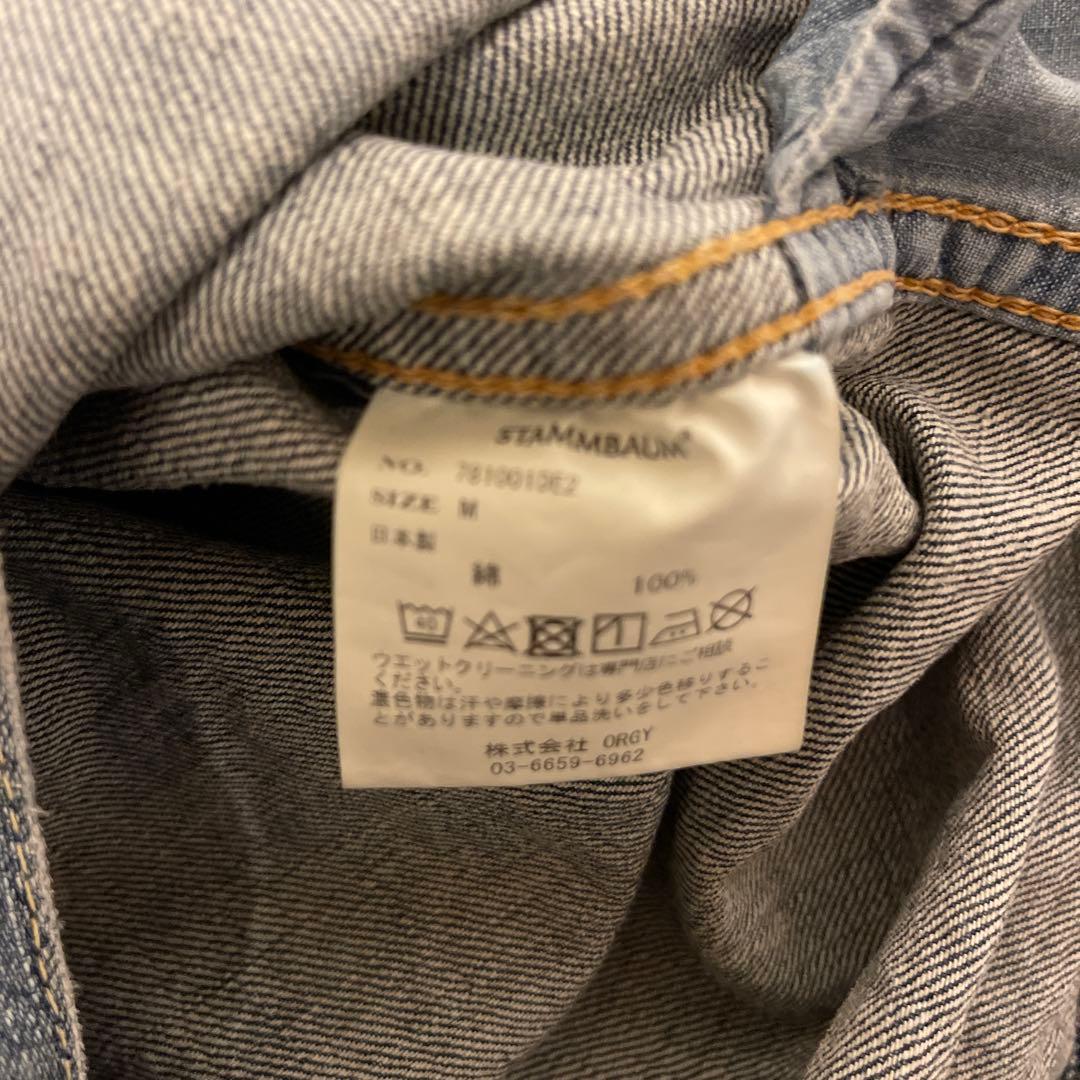 STAMMBAUM®
NO. 7810010E2
SIZE M
日本製
綿 100%
40
ウエットクリーニングは専門店にご相談
ください。
濃色物は汗や摩擦により多少色移りするこ
とがありますので単品洗いをして下さい。
株式会社 ORGY
03-6659-6962